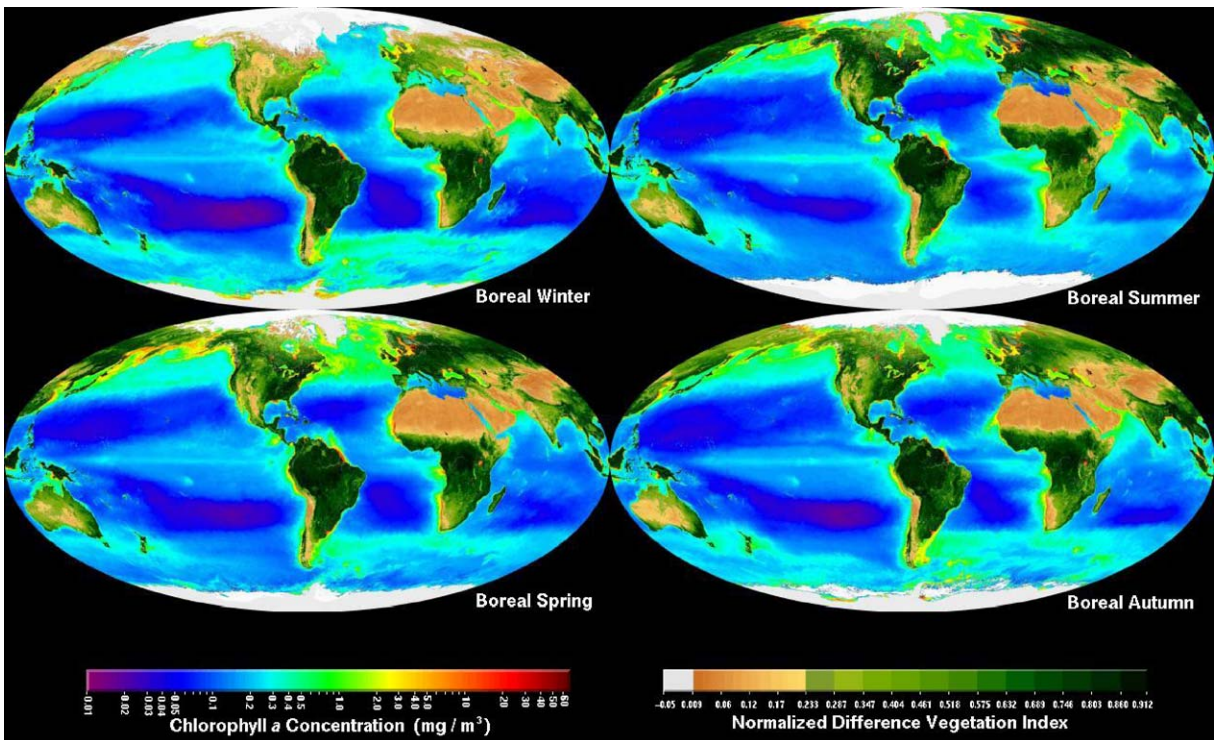 Boreal Winter
Boreal Summer
Boreal Spring
Boreal Autumn
0.01 0.02 0.03 0.04 0.05 0.1 0.2 0.3 0.4 0.5 1.0 2.0 3.0 4.0 5.0 10 20 30 40 50 60
Chlorophyll a Concentration (mg / m³)
-0.05 0.003 0.06 0.12 0.17 0.233 0.287 0.347 0.404 0.461 0.518 0.575 0.632 0.689 0.746 0.803 0.860 0.912
Normalized Difference Vegetation Index